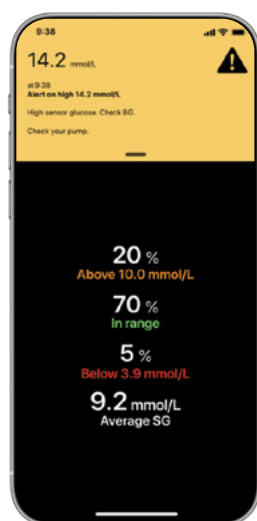 9:38
14.2 mmol/L
at 9:38
Alert on high 14.2 mmol/L
High sensor glucose. Check BG.
Check your pump.
20 %
Above 10.0 mmol/L
70 %
In range
5 %
Below 3.9 mmol/L
9.2 mmol/L
Average SG